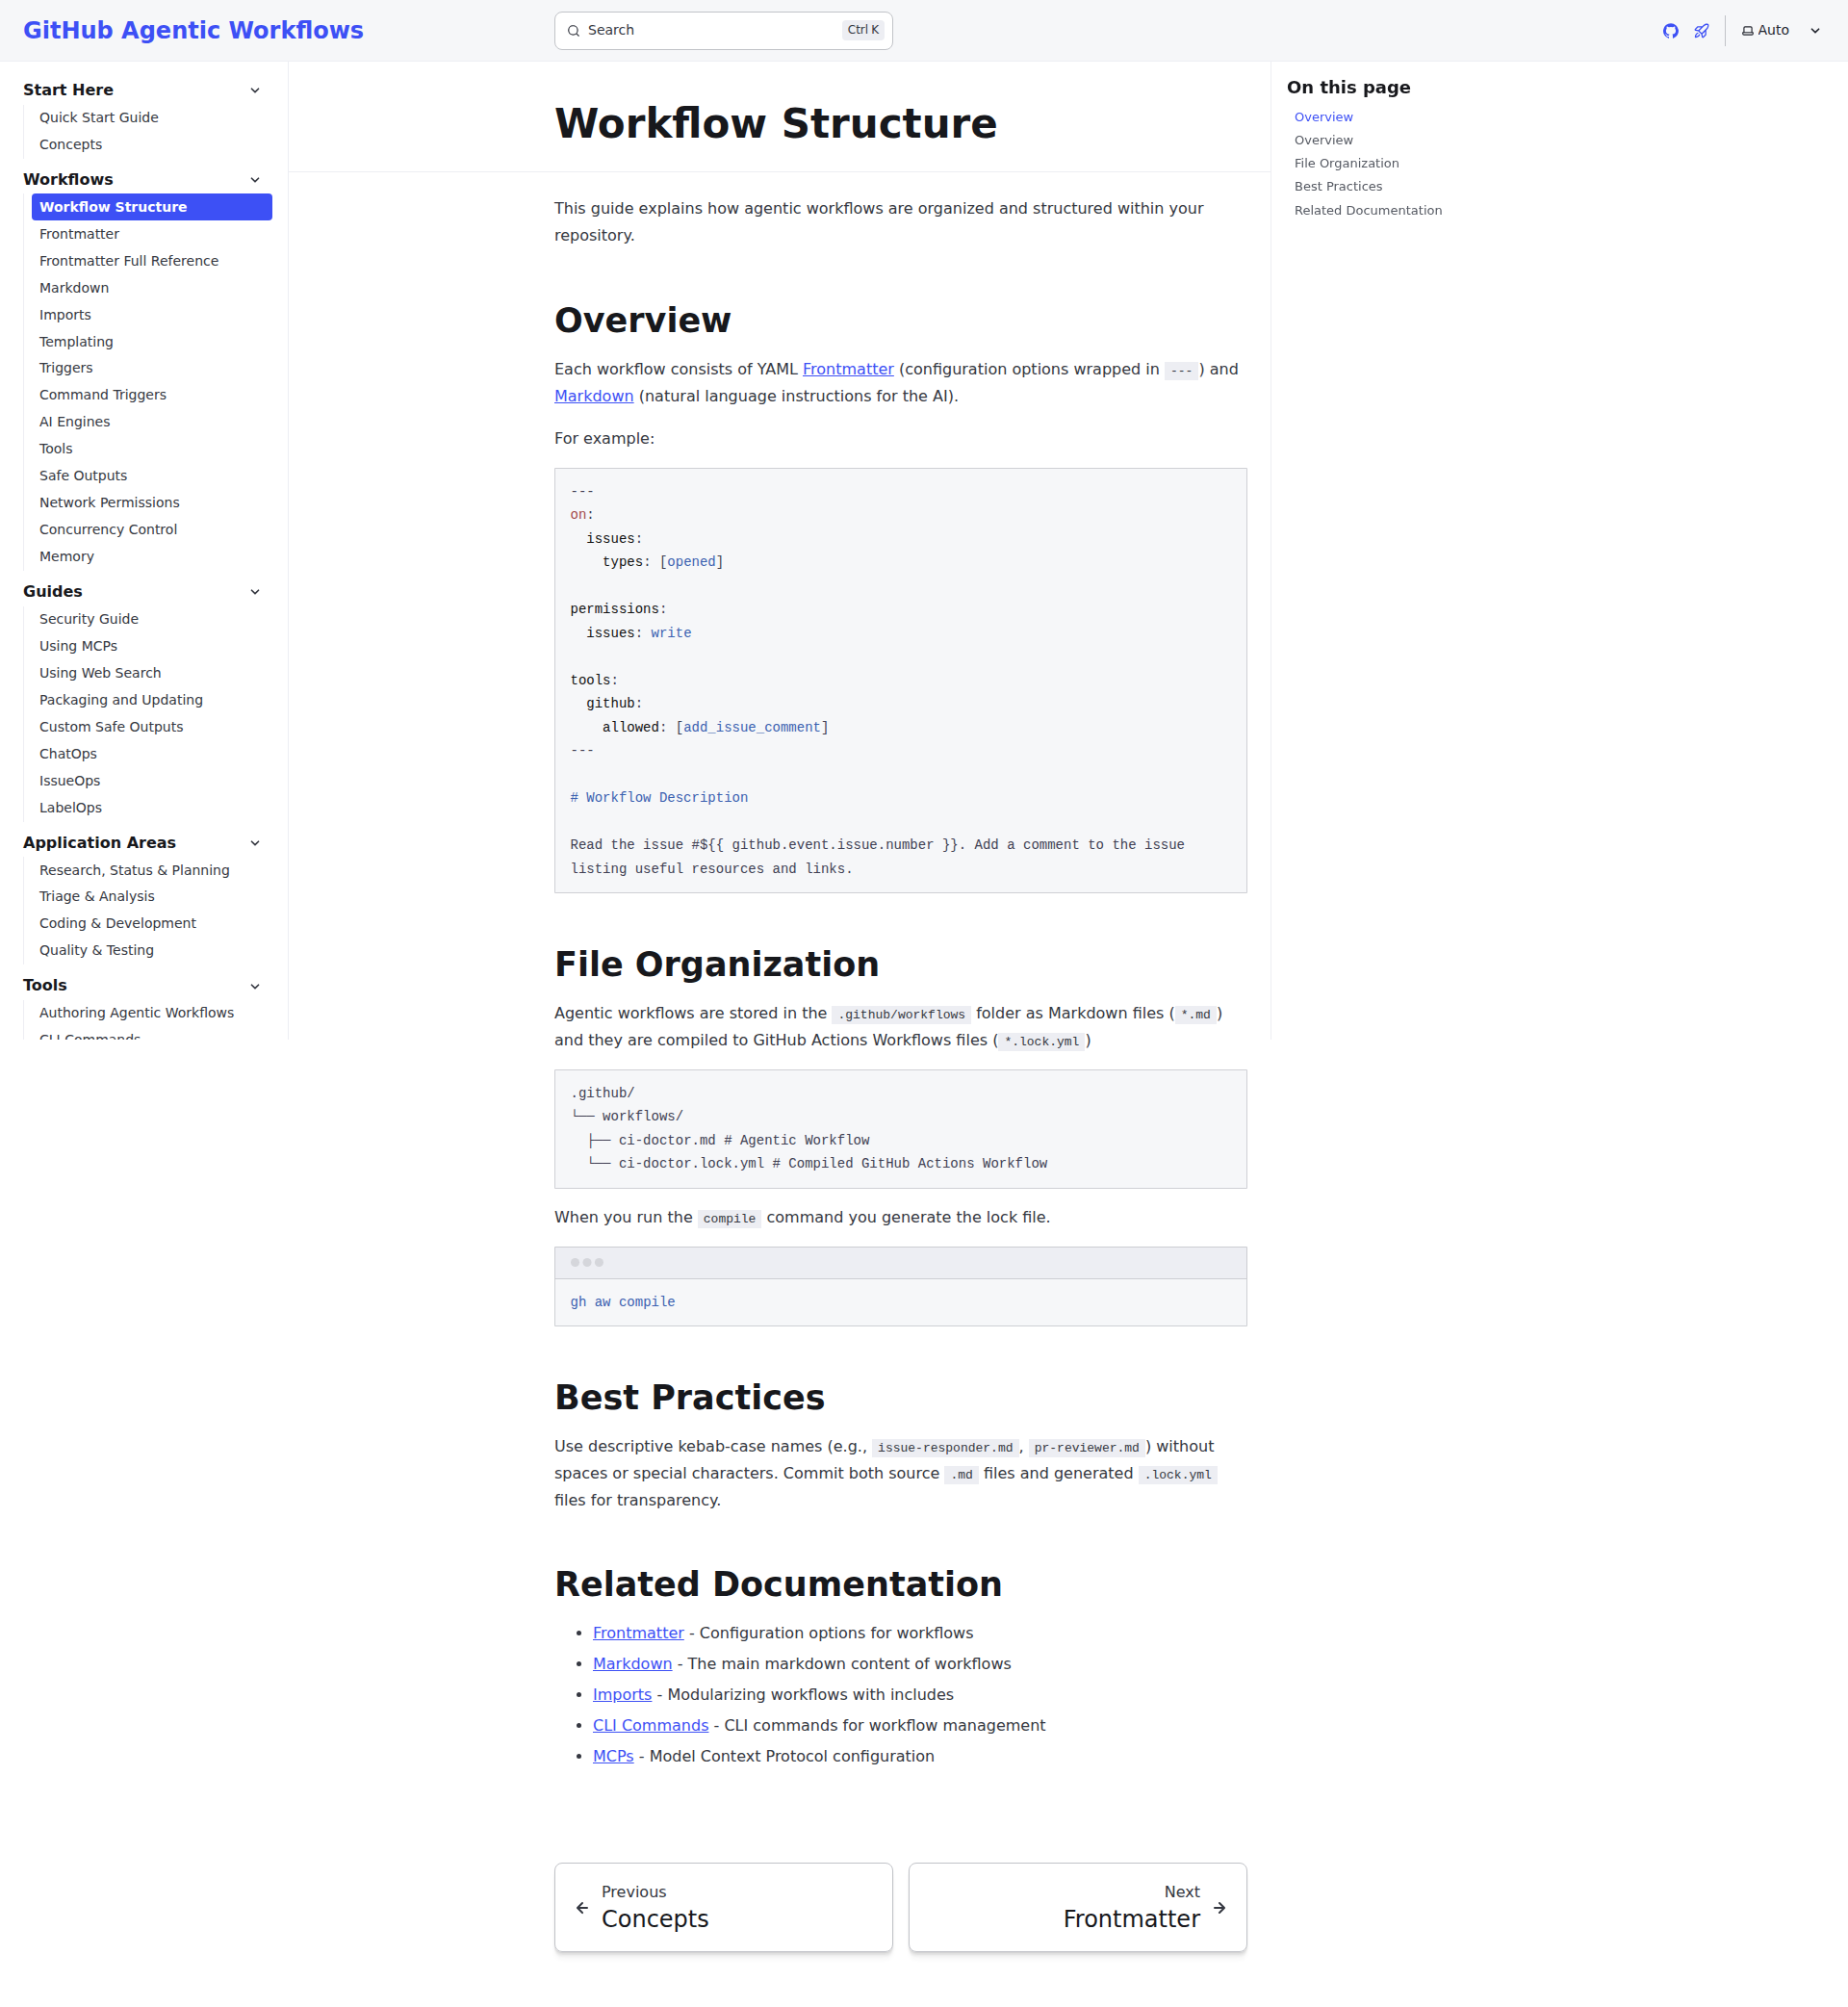 GitHub Agentic Workflows
Search
Ctrl K
Auto
Start Here
Quick Start Guide
Concepts
Workflows
Workflow Structure
Frontmatter
Frontmatter Full Reference
Markdown
Imports
Templating
Triggers
Command Triggers
AI Engines
Tools
Safe Outputs
Network Permissions
Concurrency Control
Memory
Guides
Security Guide
Using MCPs
Using Web Search
Packaging and Updating
Custom Safe Outputs
ChatOps
IssueOps
LabelOps
Application Areas
Research, Status & Planning
Triage & Analysis
Coding & Development
Quality & Testing
Tools
Authoring Agentic Workflows
CLI Commands
Workflow Structure
This guide explains how agentic workflows are organized and structured within your
repository.
Overview
Each workflow consists of YAML Frontmatter (configuration options wrapped in ---) and
Markdown (natural language instructions for the AI).
For example:
---
on:
  issues:
    types: [opened]
permissions:
  issues: write
tools:
  github:
    allowed: [add_issue_comment]
---
# Workflow Description
Read the issue #${{ github.event.issue.number }}. Add a comment to the issue
listing useful resources and links.
File Organization
Agentic workflows are stored in the .github/workflows folder as Markdown files (*.md)
and they are compiled to GitHub Actions Workflows files (*.lock.yml)
.github/
└── workflows/
  ├── ci-doctor.md # Agentic Workflow
  └── ci-doctor.lock.yml # Compiled GitHub Actions Workflow
When you run the compile command you generate the lock file.
gh aw compile
Best Practices
Use descriptive kebab-case names (e.g., issue-responder.md, pr-reviewer.md) without
spaces or special characters. Commit both source .md files and generated .lock.yml
files for transparency.
Related Documentation
• Frontmatter - Configuration options for workflows
• Markdown - The main markdown content of workflows
• Imports - Modularizing workflows with includes
• CLI Commands - CLI commands for workflow management
• MCPs - Model Context Protocol configuration
Previous
Concepts
Next
Frontmatter
On this page
Overview
Overview
File Organization
Best Practices
Related Documentation